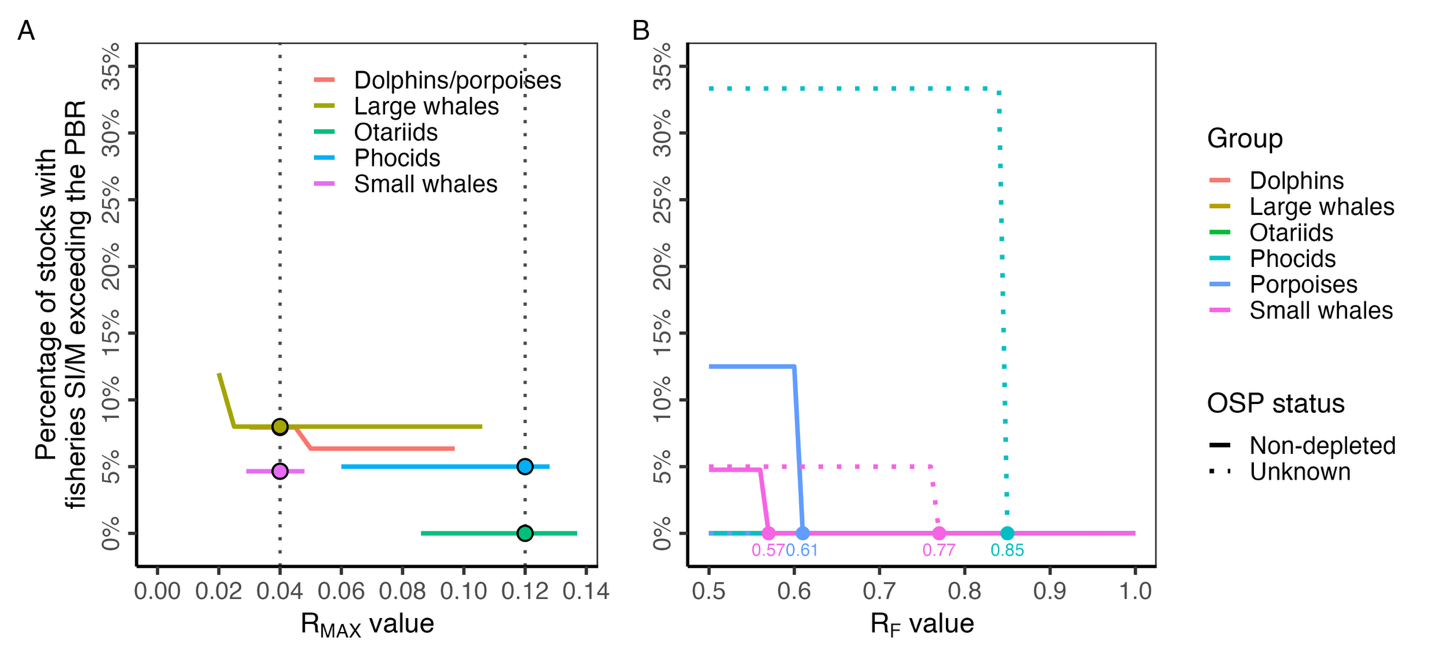 A
Percentage of stocks with
fisheries SI/M exceeding the PBR
35%
30%
25%
20%
15%
10%
5%
0%
Dolphins/porpoises
Large whales
Otariids
Phocids
Small whales
0.00 0.02 0.04 0.06 0.08 0.10 0.12 0.14
RMAX value
B
35%
30%
25%
20%
15%
10%
5%
0%
0.57 0.61 0.77 0.85
0.5 0.6 0.7 0.8 0.9 1.0
RF value
Group
Dolphins
Large whales
Otariids
Phocids
Porpoises
Small whales
OSP status
Non-depleted
Unknown